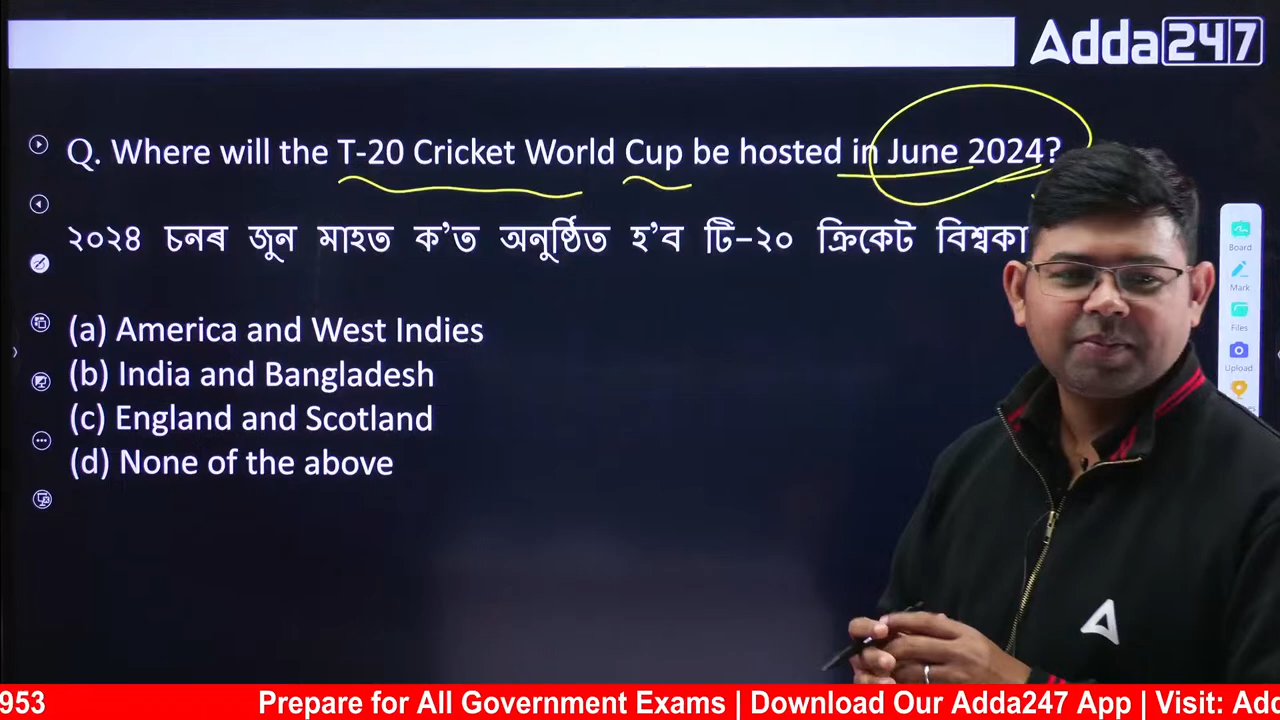 Adda247
Q. Where will the T-20 Cricket World Cup be hosted in June 2024?
২০২৪ চনৰ জুন মাহত ক’ত অনুষ্ঠিত হ’ব টি–২০ ক্ৰিকেট
(a) America and West Indies
(b) India and Bangladesh
(c) England and Scotland
(d) None of the above
Board
Mark
Files
Upload
953 Prepare for All Government Exams | Download Our Adda247 App | Visit: